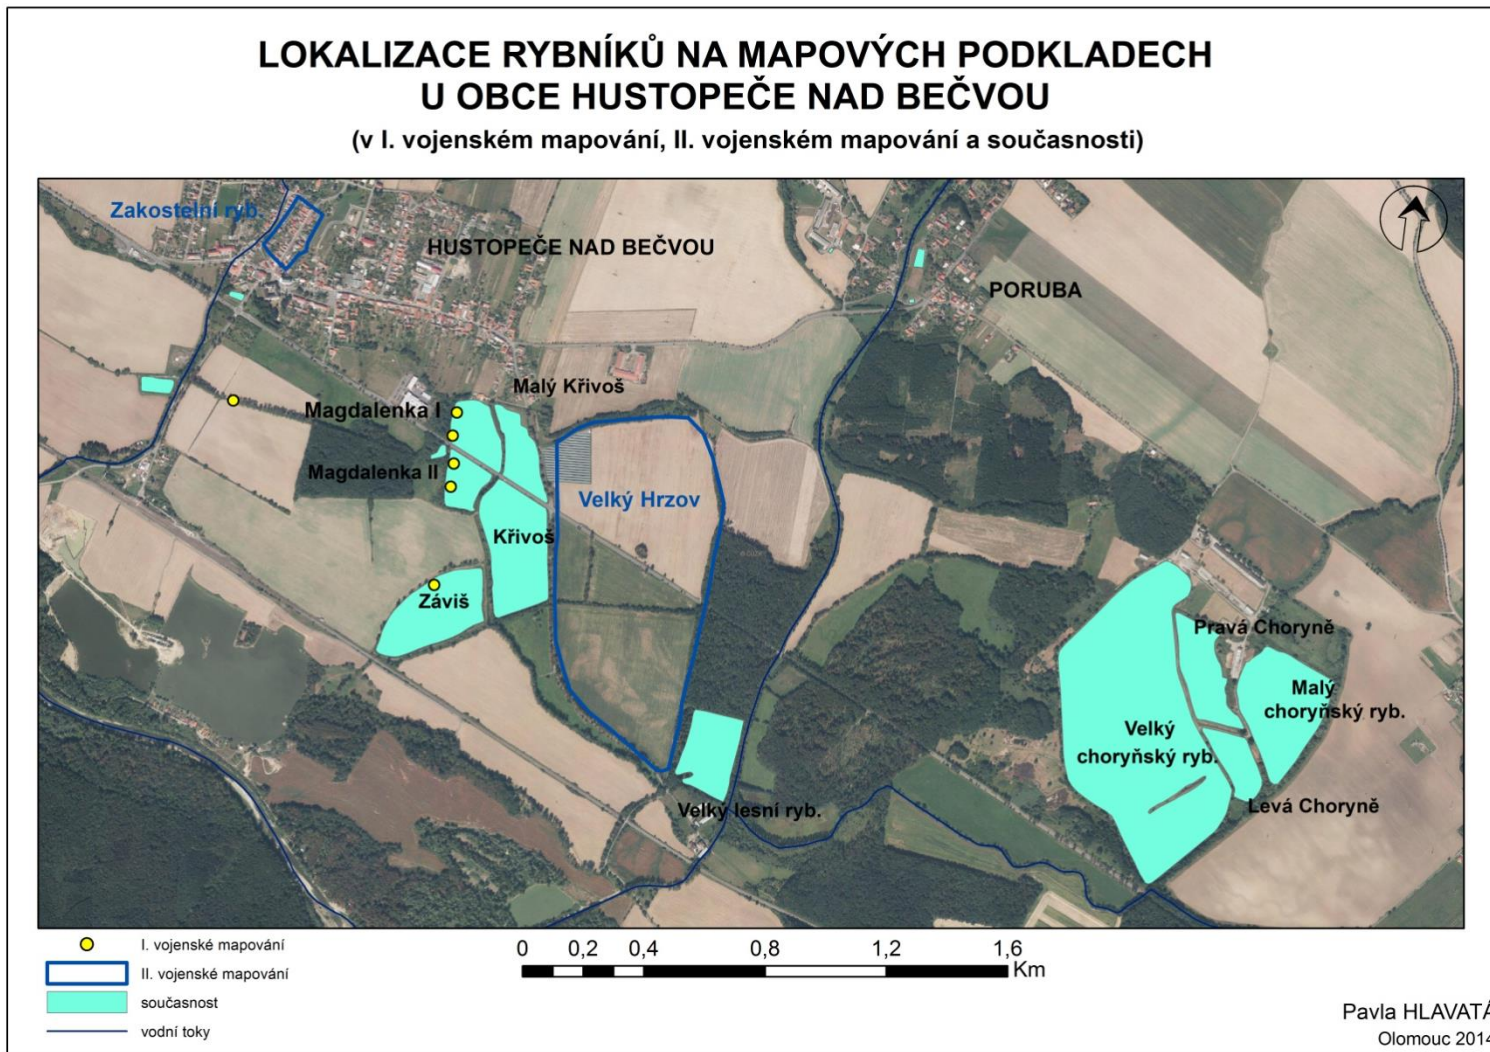 LOKALIZACE RYBNÍKŮ NA MAPOVÝCH PODKLADECH
U OBCE HUSTOPEČE NAD BEČVOU
(v I. vojenském mapování, II. vojenském mapování a současnosti)
Zakostelní ryb.
HUSTOPEČE NAD BEČVOU
PORUBA
Malý Křivoš
Magdalenka I
Magdalenka II
Velký Hrzov
Křivoš
Záviš
Pravá Choryně
Malý
choryňský ryb.
Velký
choryňský ryb.
Levá Choryně
Velký lesní ryb.
I. vojenské mapování
II. vojenské mapování
současnost
vodní toky
0 0,2 0,4 0,8 1,2 1,6
Km
Pavla HLAVATÁ
Olomouc 2014